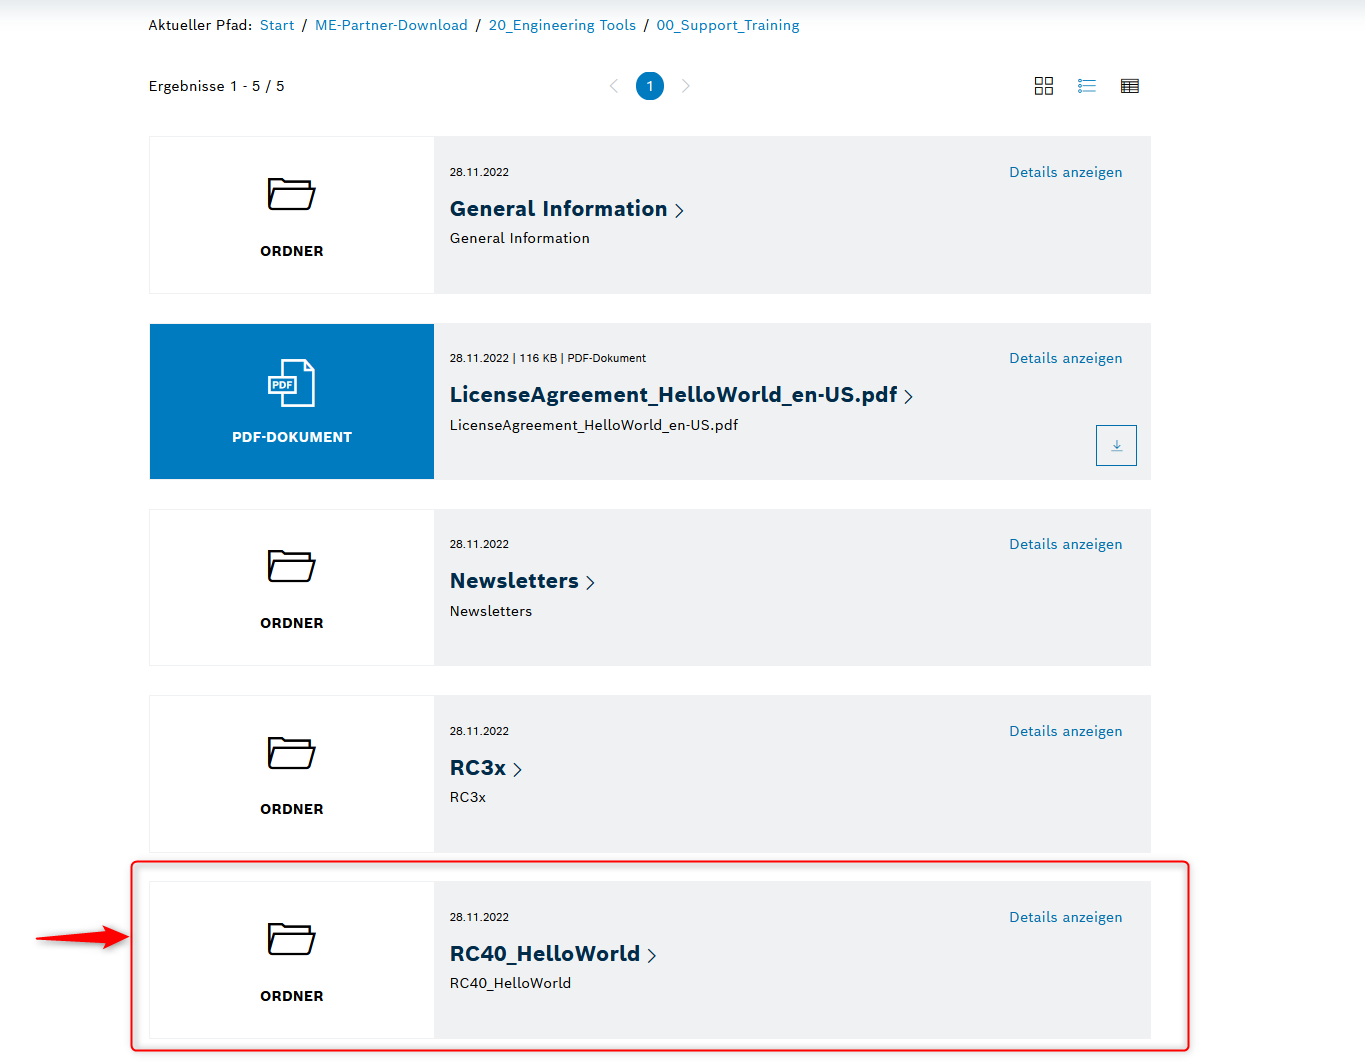 Aktueller Pfad: Start / ME-Partner-Download / 20_Engineering Tools / 00_Support_Training
Ergebnisse 1 - 5 / 5
1
28.11.2022
Details anzeigen
General Information
General Information
ORDNER
28.11.2022 | 116 KB | PDF-Dokument
Details anzeigen
LicenseAgreement_HelloWorld_en-US.pdf
LicenseAgreement_HelloWorld_en-US.pdf
PDF
PDF-DOKUMENT
28.11.2022
Details anzeigen
Newsletters
Newsletters
ORDNER
28.11.2022
Details anzeigen
RC3x
RC3x
ORDNER
28.11.2022
Details anzeigen
RC40_HelloWorld
RC40_HelloWorld
ORDNER